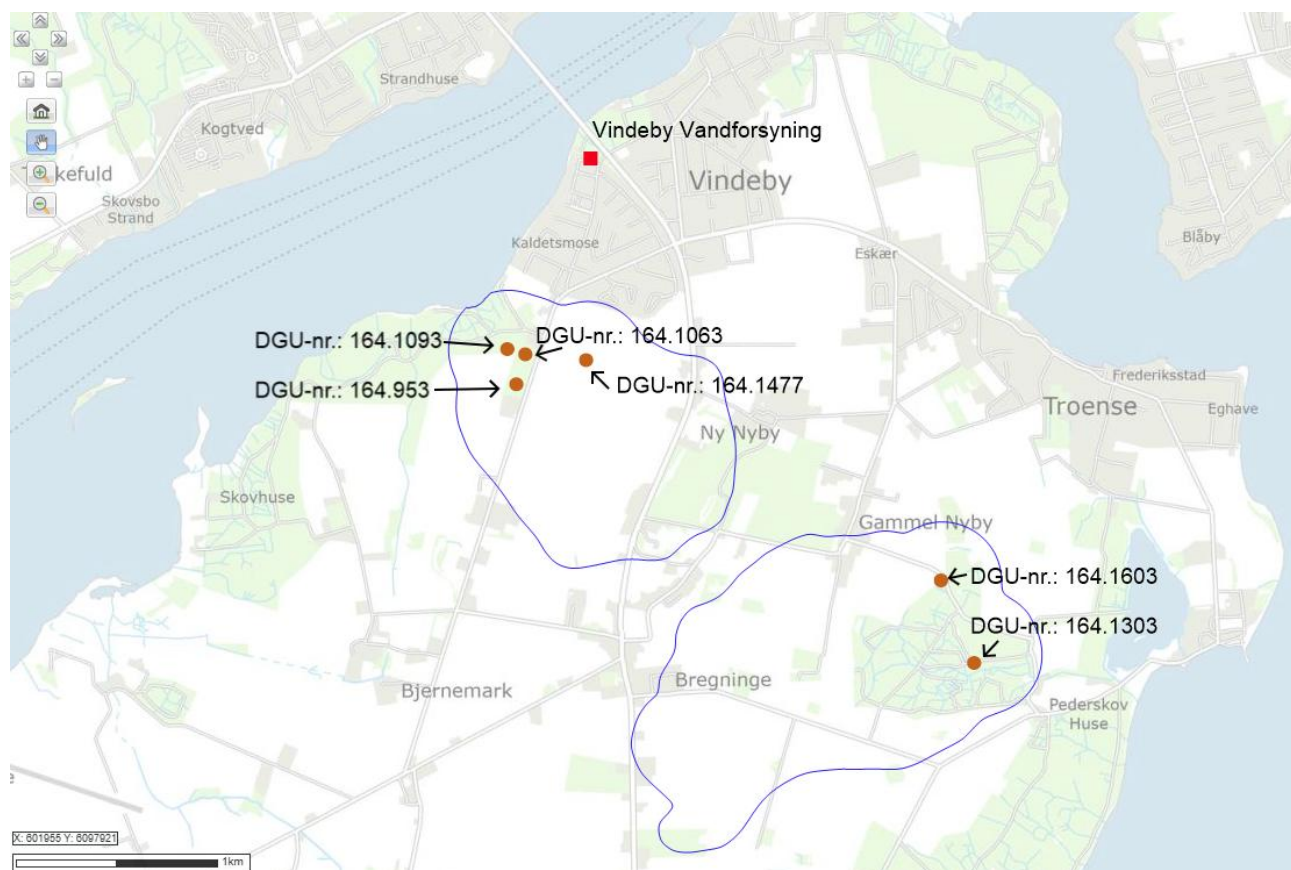 Strandhuse
Kogtved
Vindeby Vandforsyning
kefuld
Vindeby
Skovsbo
Strand
Kaldetsmose
Eskær
Blåby
DGU-nr.: 164.1093
DGU-nr.: 164.1063
DGU-nr.: 164.953
DGU-nr.: 164.1477
Frederiksstad
Troense
Eghave
Ny Nyby
Skovhuse
Gammel Nyby
DGU-nr.: 164.1603
DGU-nr.: 164.1303
Bregninge
Bjernemark
Pederskov
Huse
X: 601955 Y: 6097921
1km